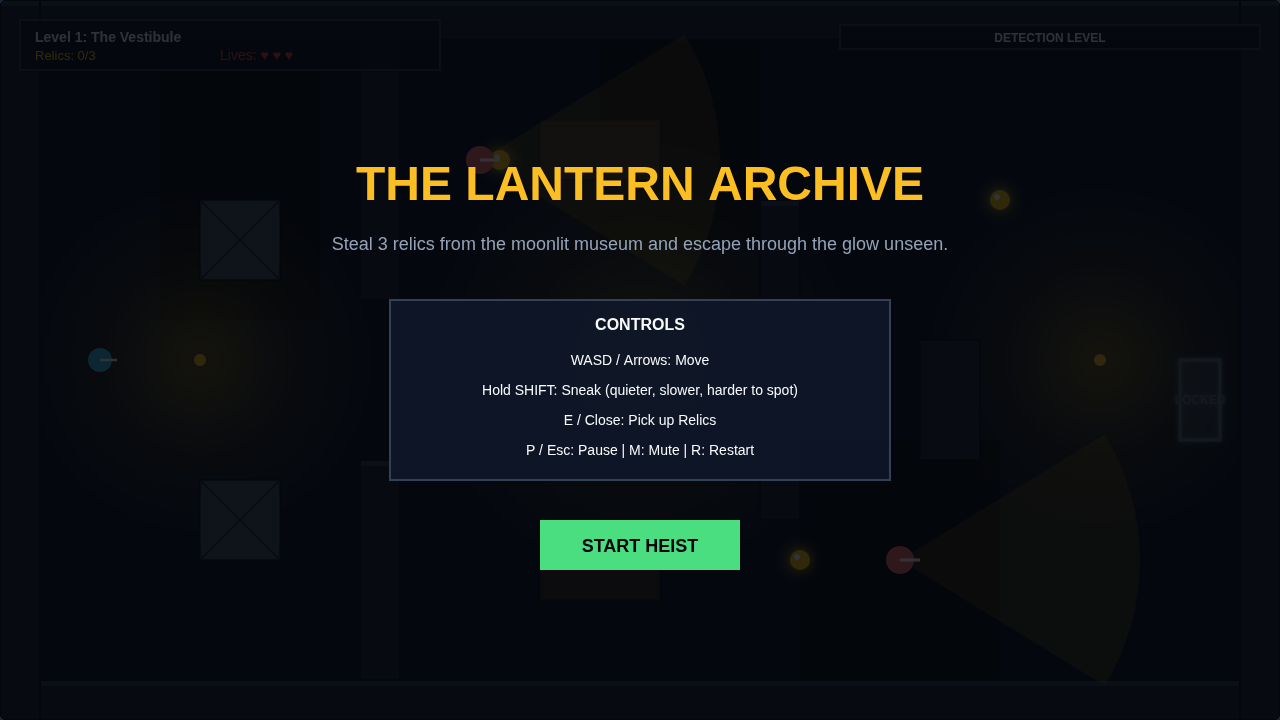 Level 1: The Vestibule
Relics: 0/3 Lives: ♥ ♥ ♥
DETECTION LEVEL
THE LANTERN ARCHIVE
Steal 3 relics from the moonlit museum and escape through the glow unseen.
CONTROLS
WASD / Arrows: Move
Hold SHIFT: Sneak (quieter, slower, harder to spot)
E / Close: Pick up Relics
P / Esc: Pause | M: Mute | R: Restart
LOCKED
START HEIST